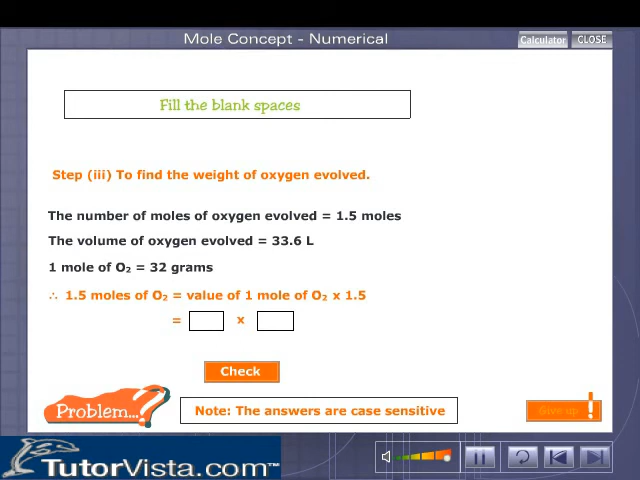 Mole Concept - Numerical
Calculator
CLOSE
Fill the blank spaces
Step (iii) To find the weight of oxygen evolved.
The number of moles of oxygen evolved = 1.5 moles
The volume of oxygen evolved = 33.6 L
1 mole of O₂ = 32 grams
∴ 1.5 moles of O₂ = value of 1 mole of O₂ x 1.5
= x
Check
Problem...?
Note: The answers are case sensitive
Give up !
TutorVista.com™